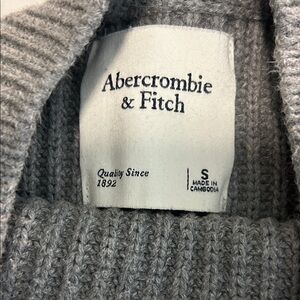 Abercrombie
& Fitch
Quality Since
1892
S
MADE IN
CAMBODIA